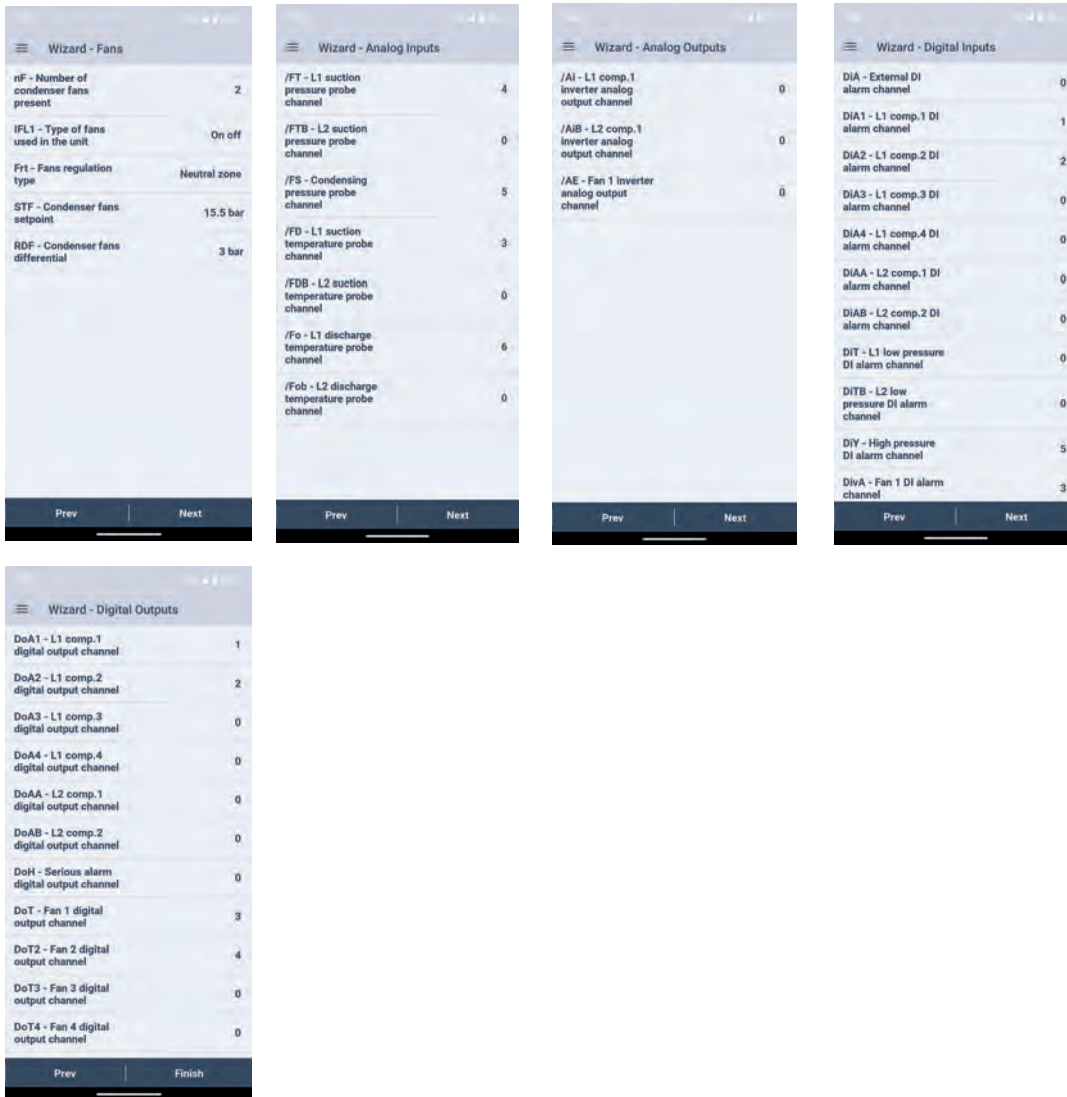 Wizard - Fans
nF - Number of
condenser fans
present
2
IFL1 - Type of fans
used in the unit
On off
Frt - Fans regulation
type
Neutral zone
STF - Condenser fans
setpoint
15.5 bar
RDF - Condenser fans
differential
3 bar
Prev
Next
Wizard - Analog Inputs
/FT - L1 suction
pressure probe
channel
4
/FTB - L2 suction
pressure probe
channel
0
/FS - Condensing
pressure probe
channel
5
/FD - L1 suction
temperature probe
channel
3
/FDB - L2 suction
temperature probe
channel
0
/Fo - L1 discharge
temperature probe
channel
6
/Fob - L2 discharge
temperature probe
channel
0
Prev
Next
Wizard - Analog Outputs
/AI - L1 comp.1
inverter analog
output channel
0
/AIB - L2 comp.1
inverter analog
output channel
0
/AE - Fan 1 inverter
analog output
channel
0
Prev
Next
Wizard - Digital Inputs
DIA - External DI
alarm channel
0
DIA1 - L1 comp.1 DI
alarm channel
1
DIA2 - L1 comp.2 DI
alarm channel
2
DIA3 - L1 comp.3 DI
alarm channel
0
DIA4 - L1 comp.4 DI
alarm channel
0
DIAA - L2 comp.1 DI
alarm channel
0
DIAB - L2 comp.2 DI
alarm channel
0
DIT - L1 low pressure
DI alarm channel
0
DITB - L2 low
pressure DI alarm
channel
0
DIY - High pressure
DI alarm channel
5
DivA - Fan 1 DI alarm
channel
3
Prev
Next
Wizard - Digital Outputs
DoA1 - L1 comp.1
digital output channel
1
DoA2 - L1 comp.2
digital output channel
2
DoA3 - L1 comp.3
digital output channel
0
DoA4 - L1 comp.4
digital output channel
0
DoAA - L2 comp.1
digital output channel
0
DoAB - L2 comp.2
digital output channel
0
DoH - Serious alarm
digital output channel
0
DoT - Fan 1 digital
output channel
3
DoT2 - Fan 2 digital
output channel
4
DoT3 - Fan 3 digital
output channel
0
DoT4 - Fan 4 digital
output channel
0
Prev
Finish